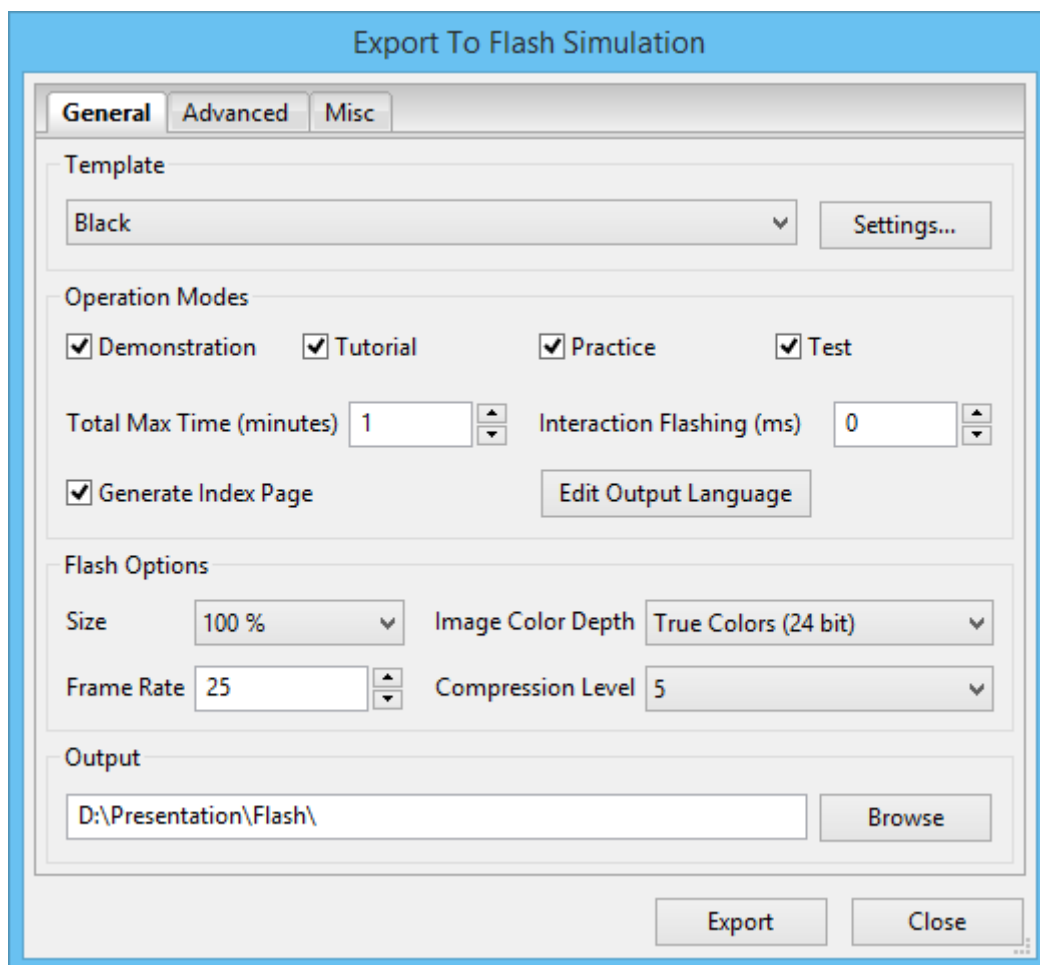 Export To Flash Simulation
General Advanced Misc
Template
Black Settings...
Operation Modes
Demonstration Tutorial Practice Test
Total Max Time (minutes) 1 Interaction Flashing (ms) 0
Generate Index Page Edit Output Language
Flash Options
Size 100 % Image Color Depth True Colors (24 bit)
Frame Rate 25 Compression Level 5
Output
D:\Presentation\Flash\ Browse
Export Close